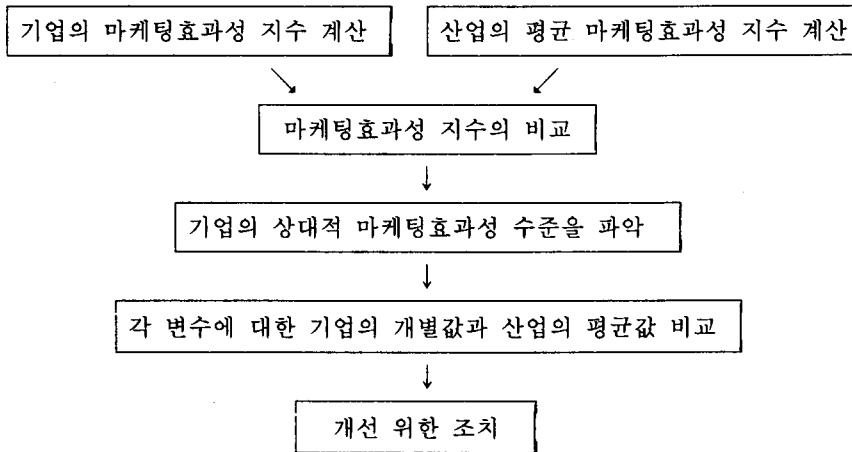 기업의 마케팅효과성 지수 계산
산업의 평균 마케팅효과성 지수 계산
마케팅효과성 지수의 비교
기업의 상대적 마케팅효과성 수준을 파악
각 변수에 대한 기업의 개별값과 산업의 평균값 비교
개선 위한 조치